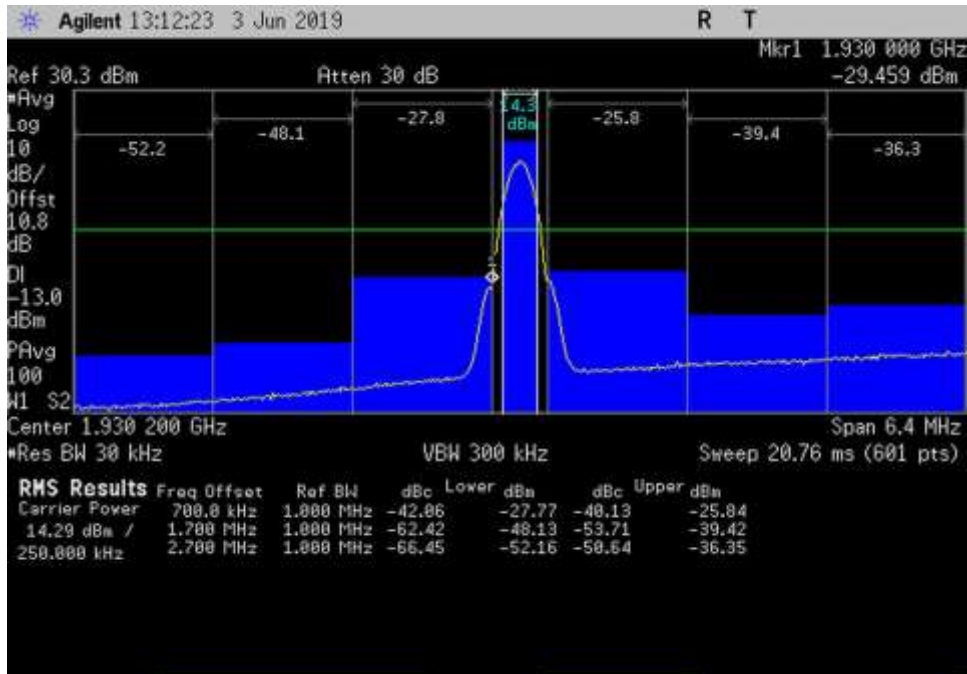 Agilent 13:12:23 3 Jun 2019 R T
Mkr1 1.930 000 GHz
Ref 30.3 dBm Atten 30 dB -29.459 dBm
#Avg
Log
10
dB/
Offst
10.8
dB
DI
-13.0
dBm
PAvg
100
W1 S2
-52.2 -48.1 -27.8 14.3 dBm -25.8 -39.4 -36.3
1
Center 1.930 200 GHz Span 6.4 MHz
#Res BW 30 kHz VBW 300 kHz Sweep 20.76 ms (601 pts)
RMS Results Freq Offset Ref BW dBc Lower dBm dBc Upper dBm
Carrier Power 700.0 kHz 1.000 MHz -42.06 -27.77 -40.13 -25.84
14.29 dBm / 1.700 MHz 1.000 MHz -62.42 -48.13 -53.71 -39.42
250.000 kHz 2.700 MHz 1.000 MHz -66.45 -52.16 -50.64 -36.35